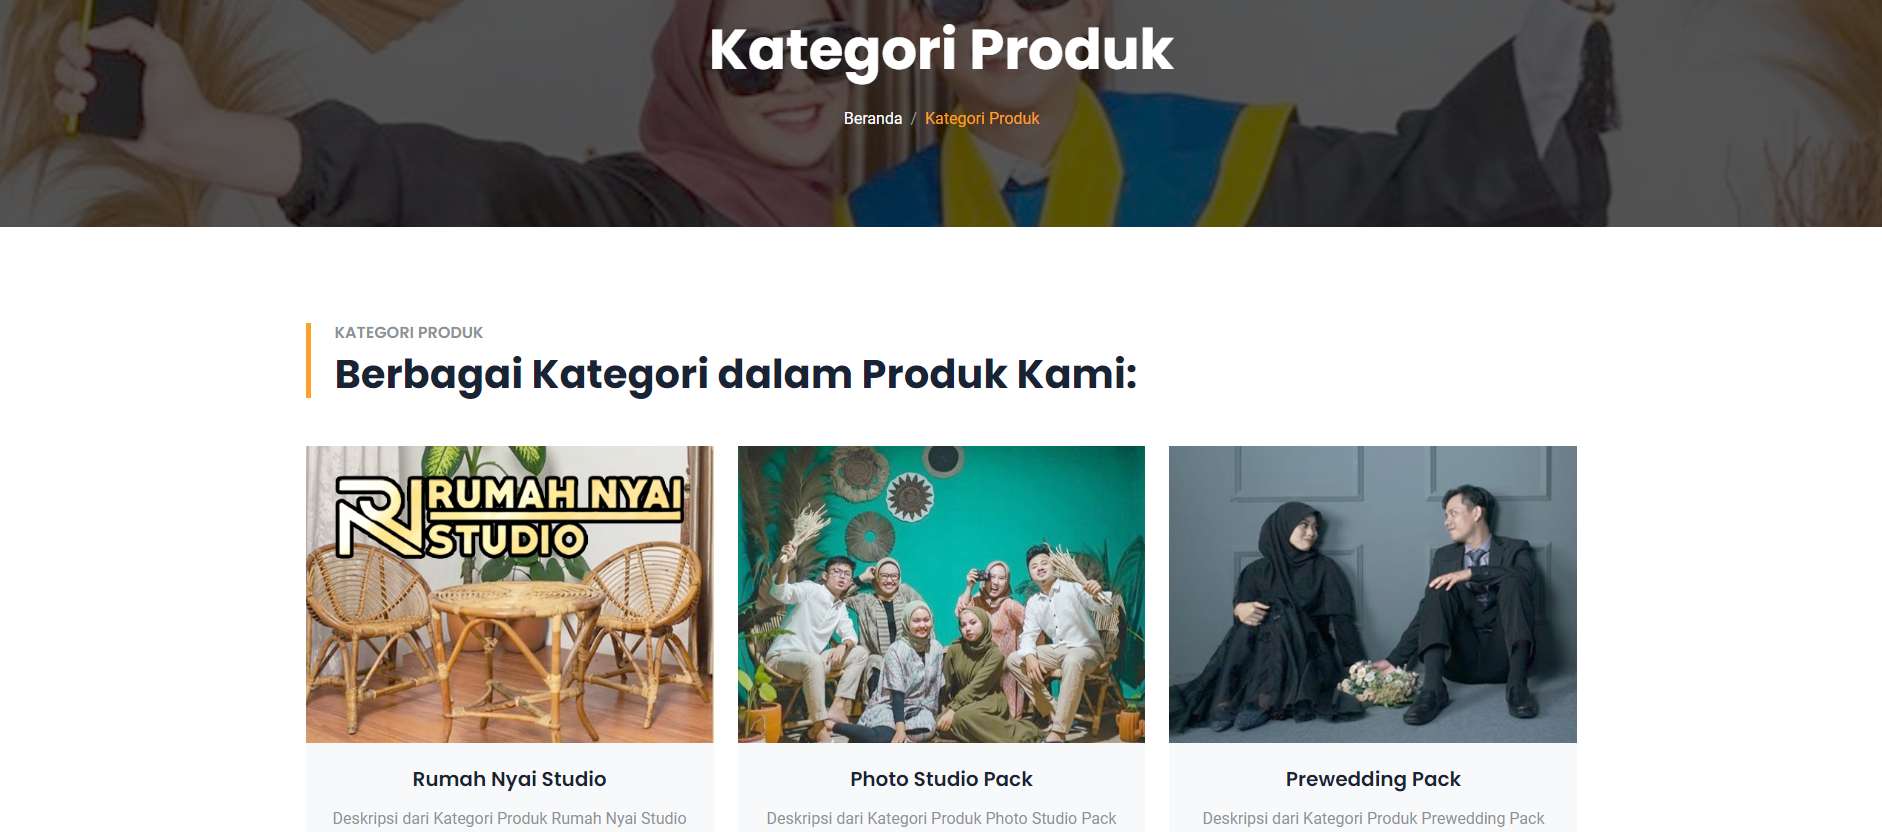 Kategori Produk
Beranda / Kategori Produk
KATEGORI PRODUK
Berbagai Kategori dalam Produk Kami:
RN RUMAH NYAI
STUDIO
Rumah Nyai Studio
Deskripsi dari Kategori Produk Rumah Nyai Studio
Photo Studio Pack
Deskripsi dari Kategori Produk Photo Studio Pack
Prewedding Pack
Deskripsi dari Kategori Produk Prewedding Pack